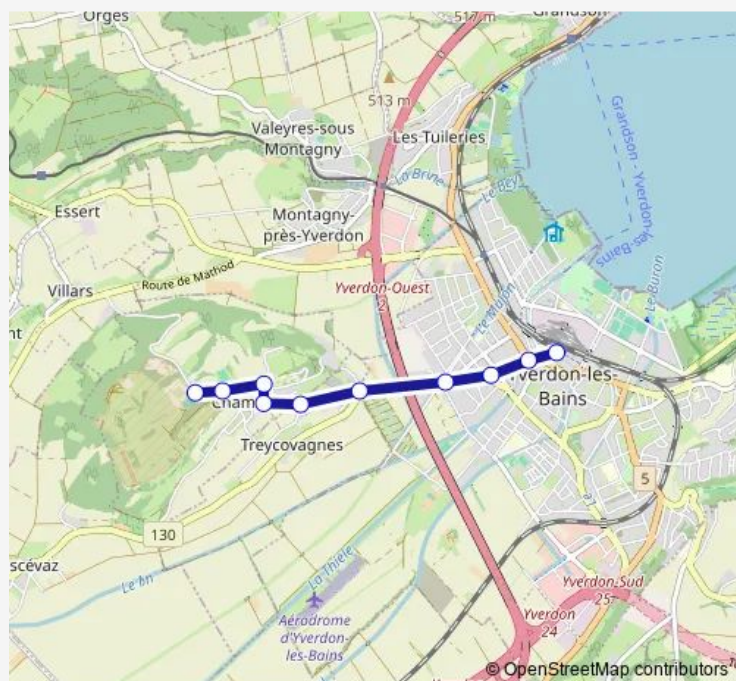 517 m
Grandson
Orges
513 m
Valeyres-sous
Montagny
Les Tuileries
La Brine
Le Bey
Grandson - Yverdon-les-Bains
Essert
Montagny-
près-Yverdon
Route de Mathod
Villars
Yverdon-Ouest
2
Le Mujon
Le Buron
Yverdon-les-
Bains
Cham
Treycovagnes
5
130
La Thièle
Aérodrome
d'Yverdon-
les-Bains
Yverdon-Sud
25
Yverdon
24
© OpenStreetMap contributors